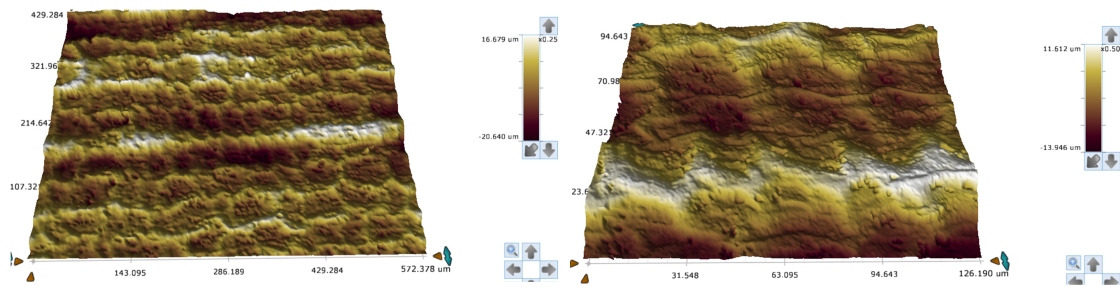 429.284
321.96
214.642
107.321
143.095
286.189
429.284
572.378 um
16.679 um
x0.25
-20.640 um
94.643
70.98
47.321
23.6
31.548
63.095
94.643
126.190 um
11.612 um
x0.50
-13.946 um